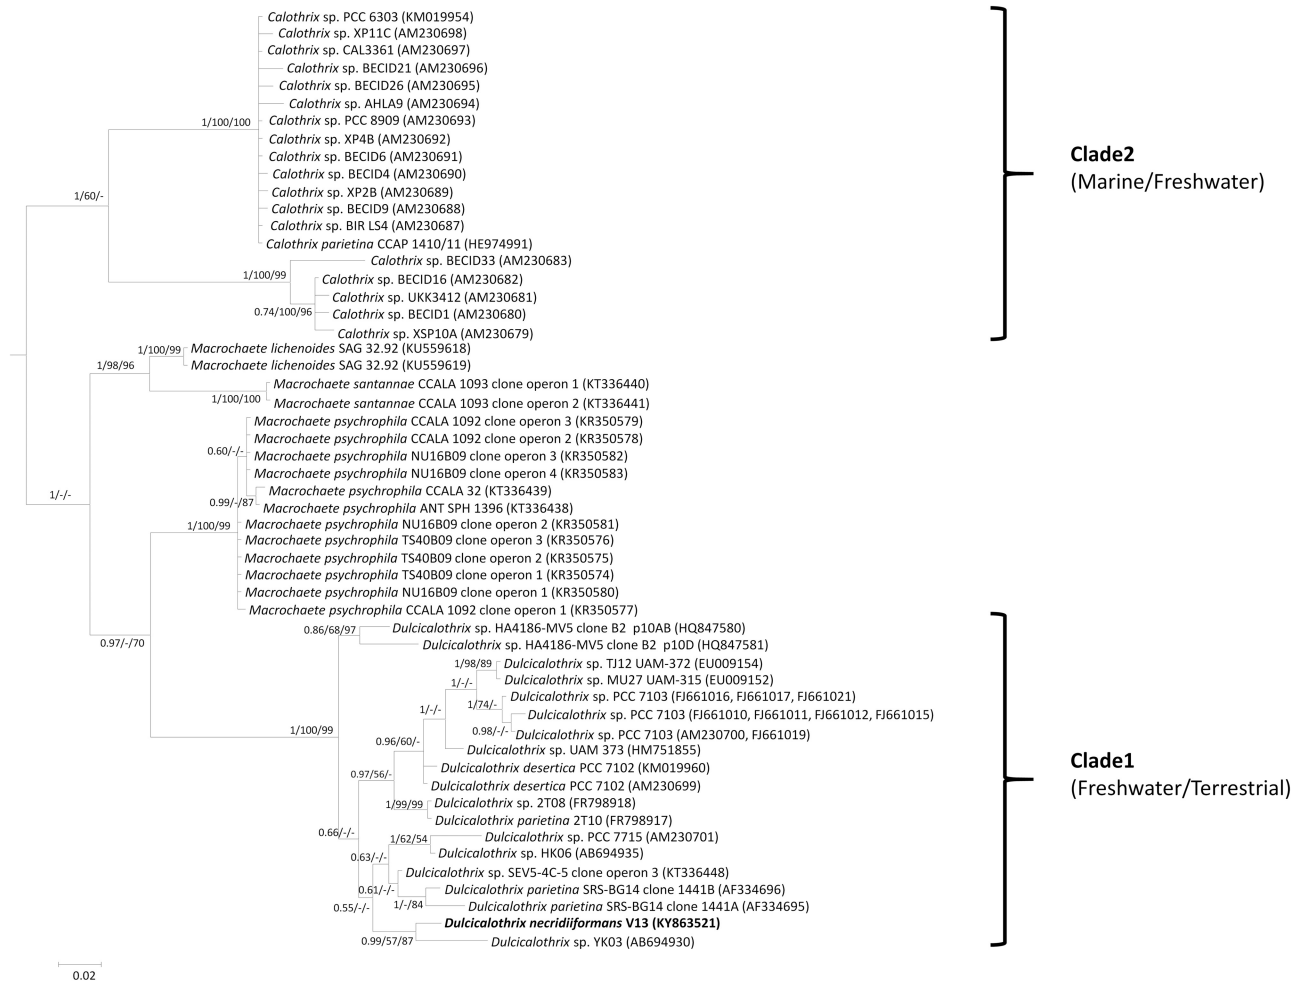 Calothrix sp. PCC 6303 (KM019954)
Calothrix sp. XP11C (AM230698)
Calothrix sp. CAL3361 (AM230697)
Calothrix sp. BECID21 (AM230696)
Calothrix sp. BECID26 (AM230695)
Calothrix sp. AHLA9 (AM230694)
1/100/100
Calothrix sp. PCC 8909 (AM230693)
Calothrix sp. XP4B (AM230692)
Calothrix sp. BECID6 (AM230691)
Calothrix sp. BECID4 (AM230690)
1/60/-
Calothrix sp. XP2B (AM230689)
Calothrix sp. BECID9 (AM230688)
Calothrix sp. BIR LS4 (AM230687)
Calothrix parietina CCAP 1410/11 (HE974991)
Calothrix sp. BECID33 (AM230683)
1/100/99
Calothrix sp. BECID16 (AM230682)
Calothrix sp. UKK3412 (AM230681)
0.74/100/96
Calothrix sp. BECID1 (AM230680)
Calothrix sp. XSP10A (AM230679)
Clade2
(Marine/Freshwater)
1/100/99
Macrochaete lichenoides SAG 32.92 (KU559618)
1/98/96
Macrochaete lichenoides SAG 32.92 (KU559619)
Macrochaete santannae CCALA 1093 clone operon 1 (KT336440)
1/100/100
Macrochaete santannae CCALA 1093 clone operon 2 (KT336441)
Macrochaete psychrophila CCALA 1092 clone operon 3 (KR350579)
Macrochaete psychrophila CCALA 1092 clone operon 2 (KR350578)
0.60/-/-
Macrochaete psychrophila NU16B09 clone operon 3 (KR350582)
Macrochaete psychrophila NU16B09 clone operon 4 (KR350583)
1/-/-
Macrochaete psychrophila CCALA 32 (KT336439)
0.99/-/87
Macrochaete psychrophila ANT SPH 1396 (KT336438)
1/100/99
Macrochaete psychrophila NU16B09 clone operon 2 (KR350581)
Macrochaete psychrophila TS40B09 clone operon 3 (KR350576)
Macrochaete psychrophila TS40B09 clone operon 2 (KR350575)
Macrochaete psychrophila TS40B09 clone operon 1 (KR350574)
Macrochaete psychrophila NU16B09 clone operon 1 (KR350580)
Macrochaete psychrophila CCALA 1092 clone operon 1 (KR350577)
0.97/-/70
0.86/68/97
Dulcicalothrix sp. HA4186-MV5 clone B2 p10AB (HQ847580)
Dulcicalothrix sp. HA4186-MV5 clone B2 p10D (HQ847581)
1/98/89
Dulcicalothrix sp. TJ12 UAM-372 (EU009154)
1/-/-
Dulcicalothrix sp. MU27 UAM-315 (EU009152)
1/74/-
Dulcicalothrix sp. PCC 7103 (FJ661016, FJ661017, FJ661021)
1/-/-
Dulcicalothrix sp. PCC 7103 (FJ661010, FJ661011, FJ661012, FJ661015)
1/100/99
0.98/-/-
Dulcicalothrix sp. PCC 7103 (AM230700, FJ661019)
0.96/60/-
Dulcicalothrix sp. UAM 373 (HM751855)
Dulcicalothrix desertica PCC 7102 (KM019960)
0.97/56/-
Dulcicalothrix desertica PCC 7102 (AM230699)
1/99/99
Dulcicalothrix sp. 2T08 (FR798918)
Dulcicalothrix parietina 2T10 (FR798917)
0.66/-/-
1/62/54
Dulcicalothrix sp. PCC 7715 (AM230701)
0.63/-/-
Dulcicalothrix sp. HK06 (AB694935)
Dulcicalothrix sp. SEV5-4C-5 clone operon 3 (KT336448)
0.61/-/-
Dulcicalothrix parietina SRS-BG14 clone 1441B (AF334696)
0.55/-/-
1/-/84
Dulcicalothrix parietina SRS-BG14 clone 1441A (AF334695)
Dulcicalothrix necridiiformans V13 (KY863521)
0.99/57/87
Dulcicalothrix sp. YK03 (AB694930)
Clade1
(Freshwater/Terrestrial)
0.02